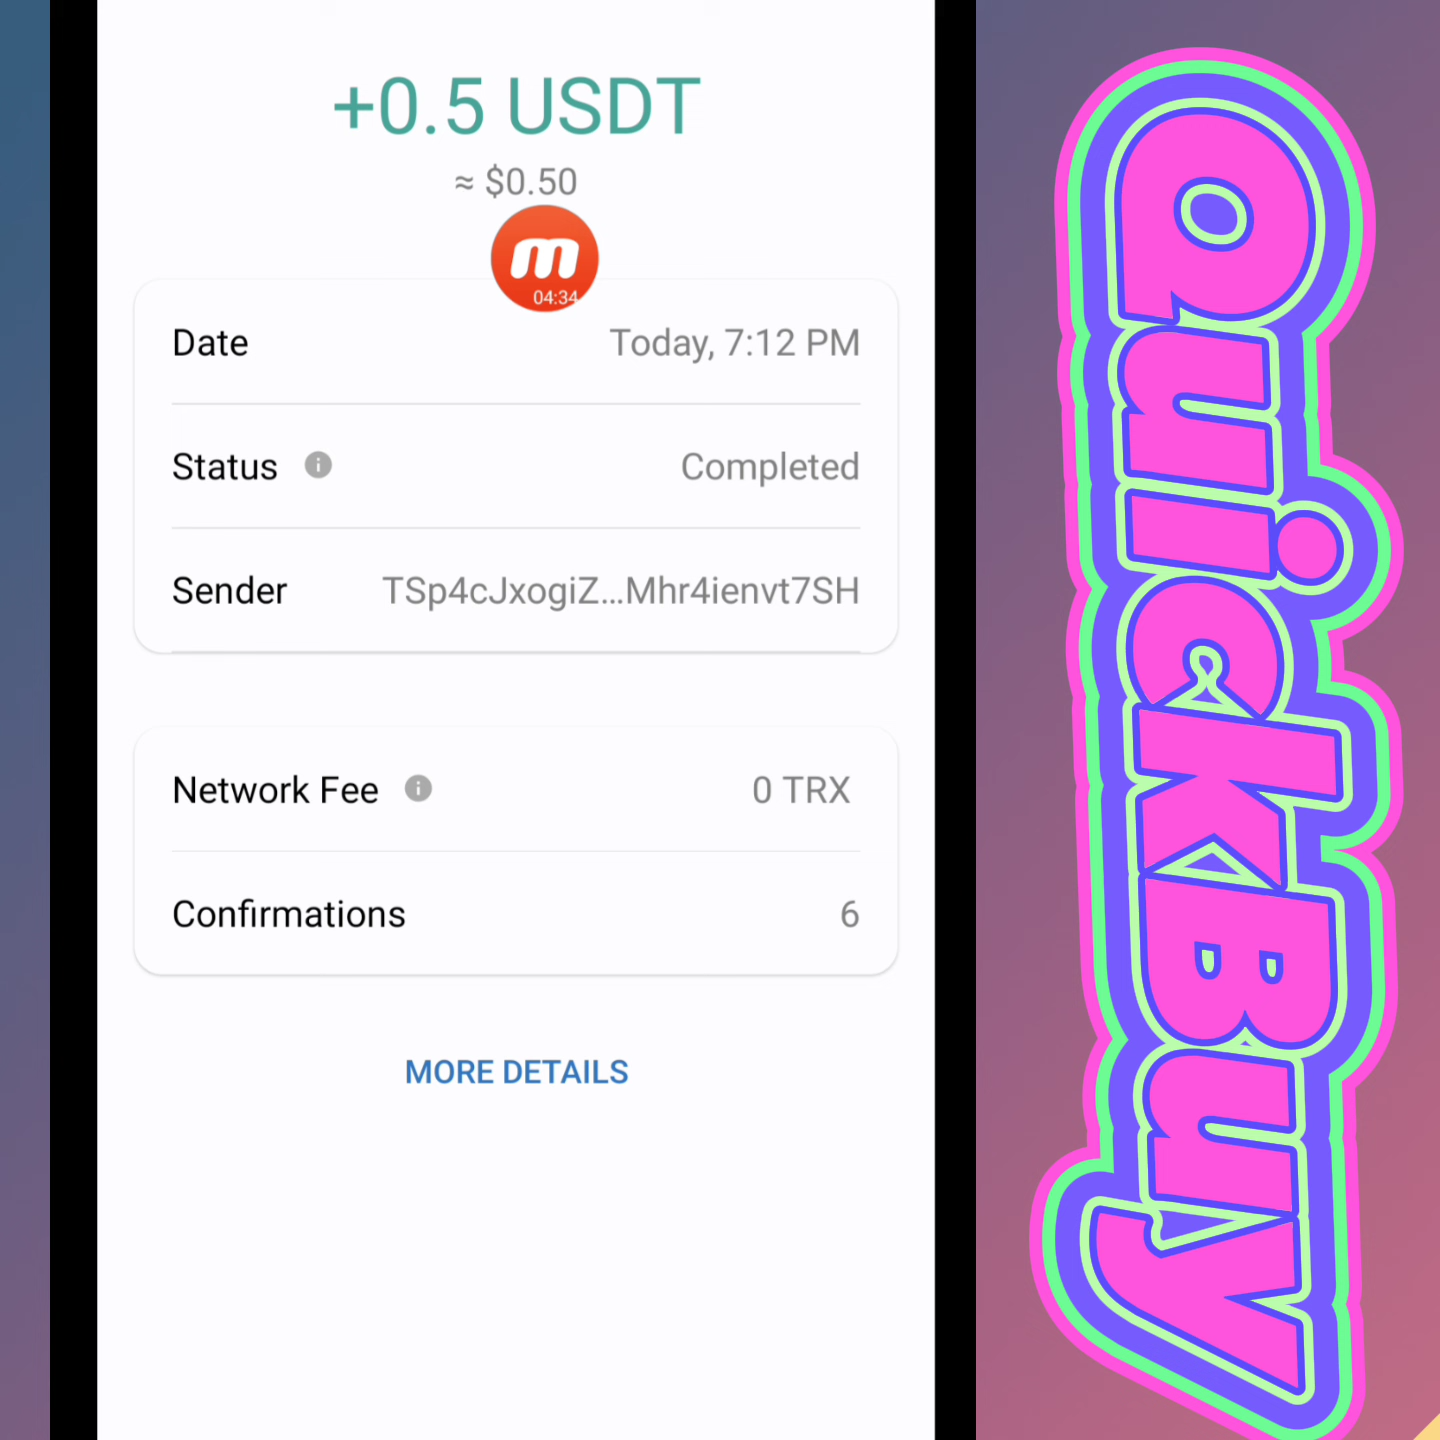 +0.5 USDT
≈ $0.50
m
04:34
Date Today, 7:12 PM
Status Completed
Sender TSp4cJxogiZ...Mhr4ienvt7SH
Network Fee 0 TRX
Confirmations 6
MORE DETAILS
QuickBuy